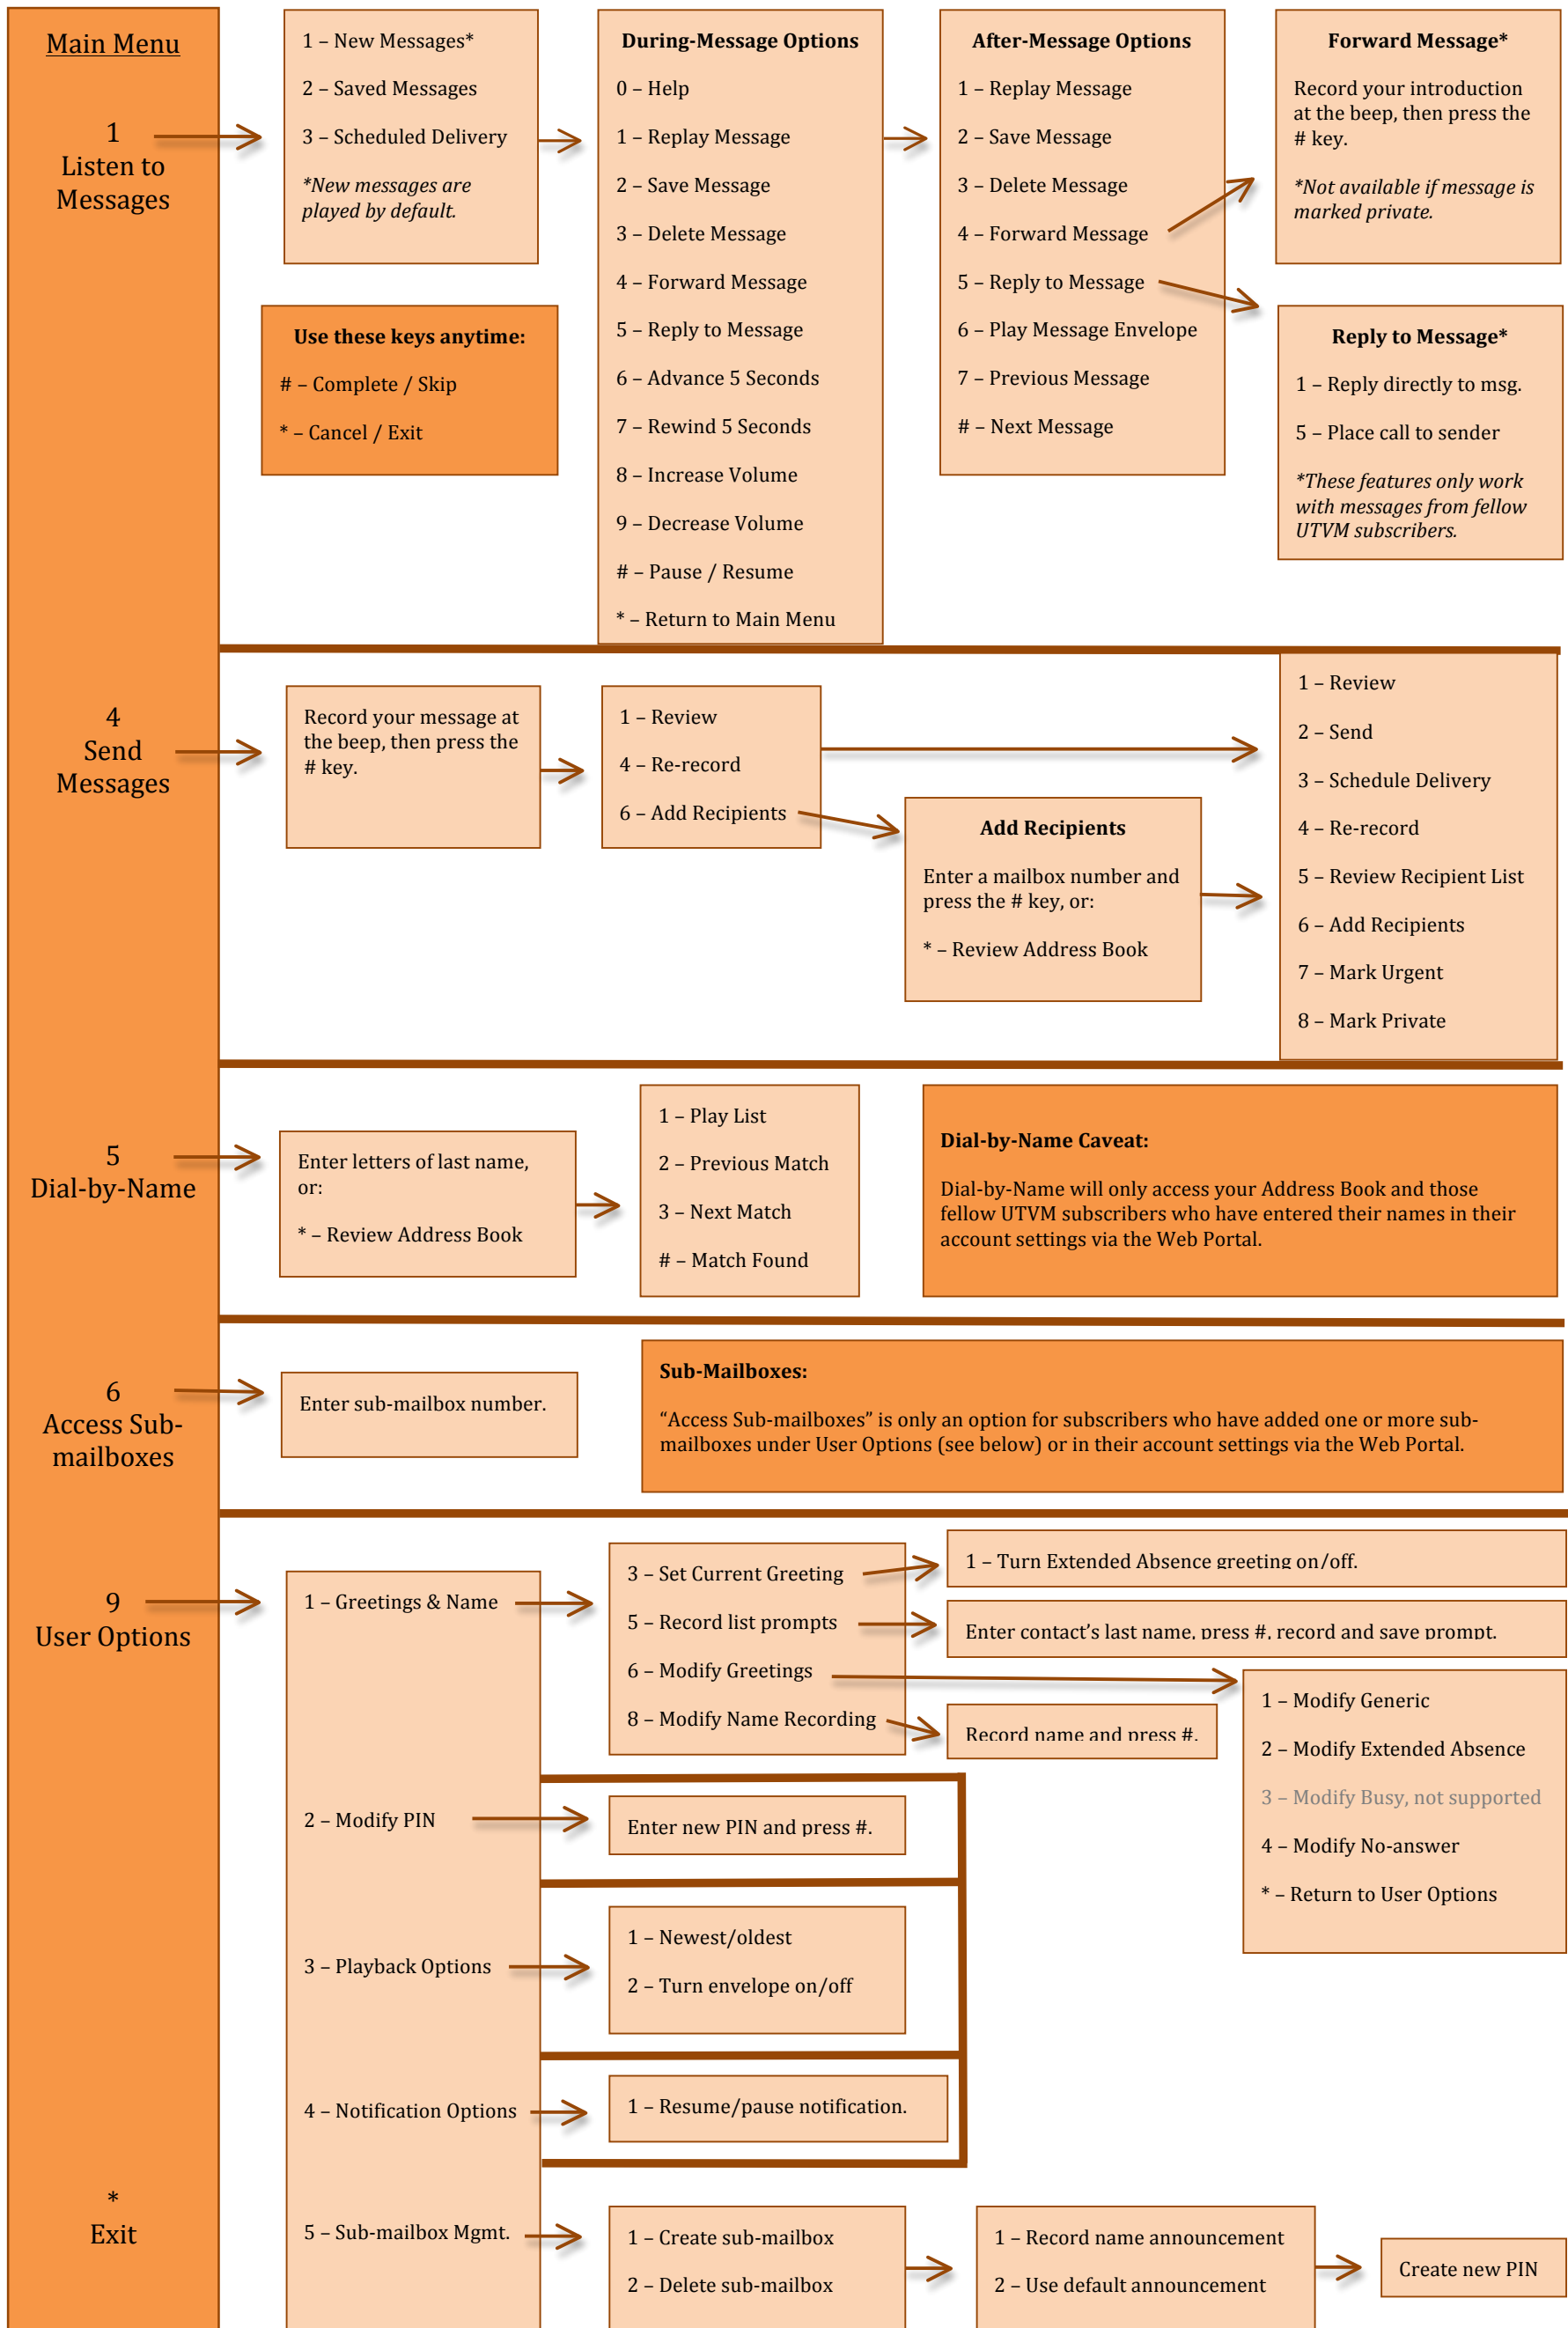 Main Menu
1
Listen to
Messages
1 – New Messages*
2 – Saved Messages
3 – Scheduled Delivery
*New messages are
played by default.
Use these keys anytime:
# – Complete / Skip
* – Cancel / Exit
During-Message Options
0 – Help
1 – Replay Message
2 – Save Message
3 – Delete Message
4 – Forward Message
5 – Reply to Message
6 – Advance 5 Seconds
7 – Rewind 5 Seconds
8 – Increase Volume
9 – Decrease Volume
# – Pause / Resume
* – Return to Main Menu
After-Message Options
1 – Replay Message
2 – Save Message
3 – Delete Message
4 – Forward Message
5 – Reply to Message
6 – Play Message Envelope
7 – Previous Message
# – Next Message
Forward Message*
Record your introduction
at the beep, then press the
# key.
*Not available if message is
marked private.
Reply to Message*
1 – Reply directly to msg.
5 – Place call to sender
*These features only work
with messages from fellow
UTVM subscribers.
4
Send
Messages
Record your message at
the beep, then press the
# key.
1 – Review
4 – Re-record
6 – Add Recipients
Add Recipients
Enter a mailbox number and
press the # key, or:
* – Review Address Book
1 – Review
2 – Send
3 – Schedule Delivery
4 – Re-record
5 – Review Recipient List
6 – Add Recipients
7 – Mark Urgent
8 – Mark Private
5
Dial-by-Name
Enter letters of last name,
or:
* – Review Address Book
1 – Play List
2 – Previous Match
3 – Next Match
# – Match Found
Dial-by-Name Caveat:
Dial-by-Name will only access your Address Book and those
fellow UTVM subscribers who have entered their names in their
account settings via the Web Portal.
6
Access Sub-
mailboxes
Enter sub-mailbox number.
Sub-Mailboxes:
“Access Sub-mailboxes” is only an option for subscribers who have added one or more sub-
mailboxes under User Options (see below) or in their account settings via the Web Portal.
9
User Options
1 – Greetings & Name
3 – Set Current Greeting
5 – Record list prompts
6 – Modify Greetings
8 – Modify Name Recording
1 – Turn Extended Absence greeting on/off.
Enter contact’s last name, press #, record and save prompt.
Record name and press #.
1 – Modify Generic
2 – Modify Extended Absence
3 – Modify Busy, not supported
4 – Modify No-answer
* – Return to User Options
2 – Modify PIN
Enter new PIN and press #.
3 – Playback Options
1 – Newest/oldest
2 – Turn envelope on/off
4 – Notification Options
1 – Resume/pause notification.
5 – Sub-mailbox Mgmt.
1 – Create sub-mailbox
2 – Delete sub-mailbox
1 – Record name announcement
2 – Use default announcement
Create new PIN
*
Exit